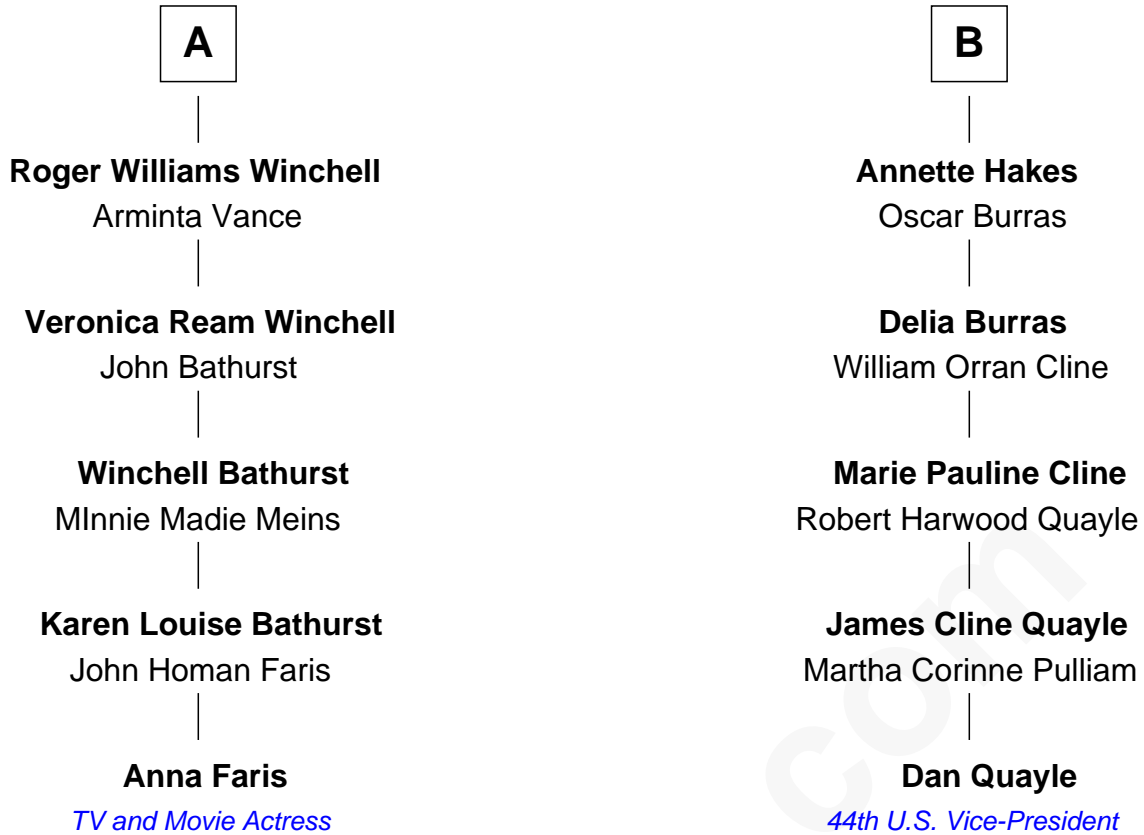 A
Roger Williams Winchell
Arminta Vance
Veronica Ream Winchell
John Bathurst
Winchell Bathurst
MInnie Madie Meins
Karen Louise Bathurst
John Homan Faris
Anna Faris
TV and Movie Actress
B
Annette Hakes
Oscar Burras
Delia Burras
William Orran Cline
Marie Pauline Cline
Robert Harwood Quayle
James Cline Quayle
Martha Corinne Pulliam
Dan Quayle
44th U.S. Vice-President
com